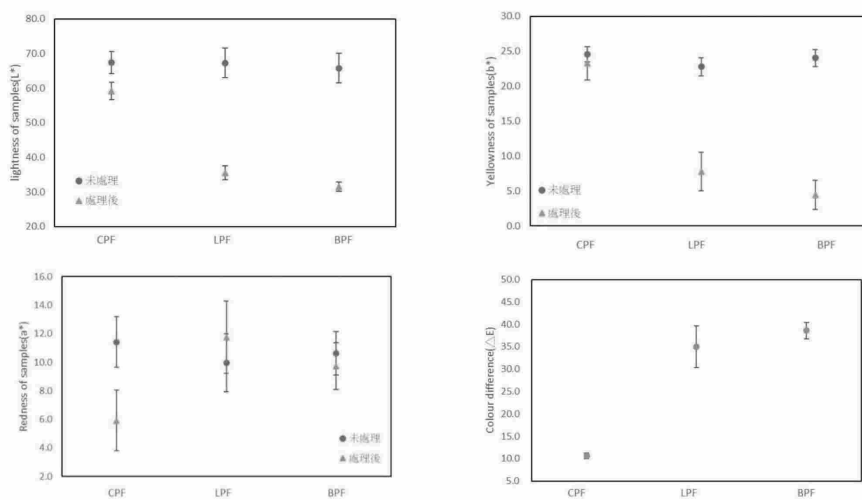 lightness of samples(L*)
80.0
70.0
60.0
50.0
40.0
30.0
20.0
未處理
處理後
CPF LPF BPF
Yellowness of samples(b*)
30.0
25.0
20.0
15.0
10.0
5.0
0.0
未處理
處理後
CPF LPF BPF
Redness of samples(a*)
16.0
14.0
12.0
10.0
8.0
6.0
4.0
2.0
未處理
處理後
CPF LPF BPF
Colour difference(△E)
50.0
45.0
40.0
35.0
30.0
25.0
20.0
15.0
10.0
5.0
CPF LPF BPF